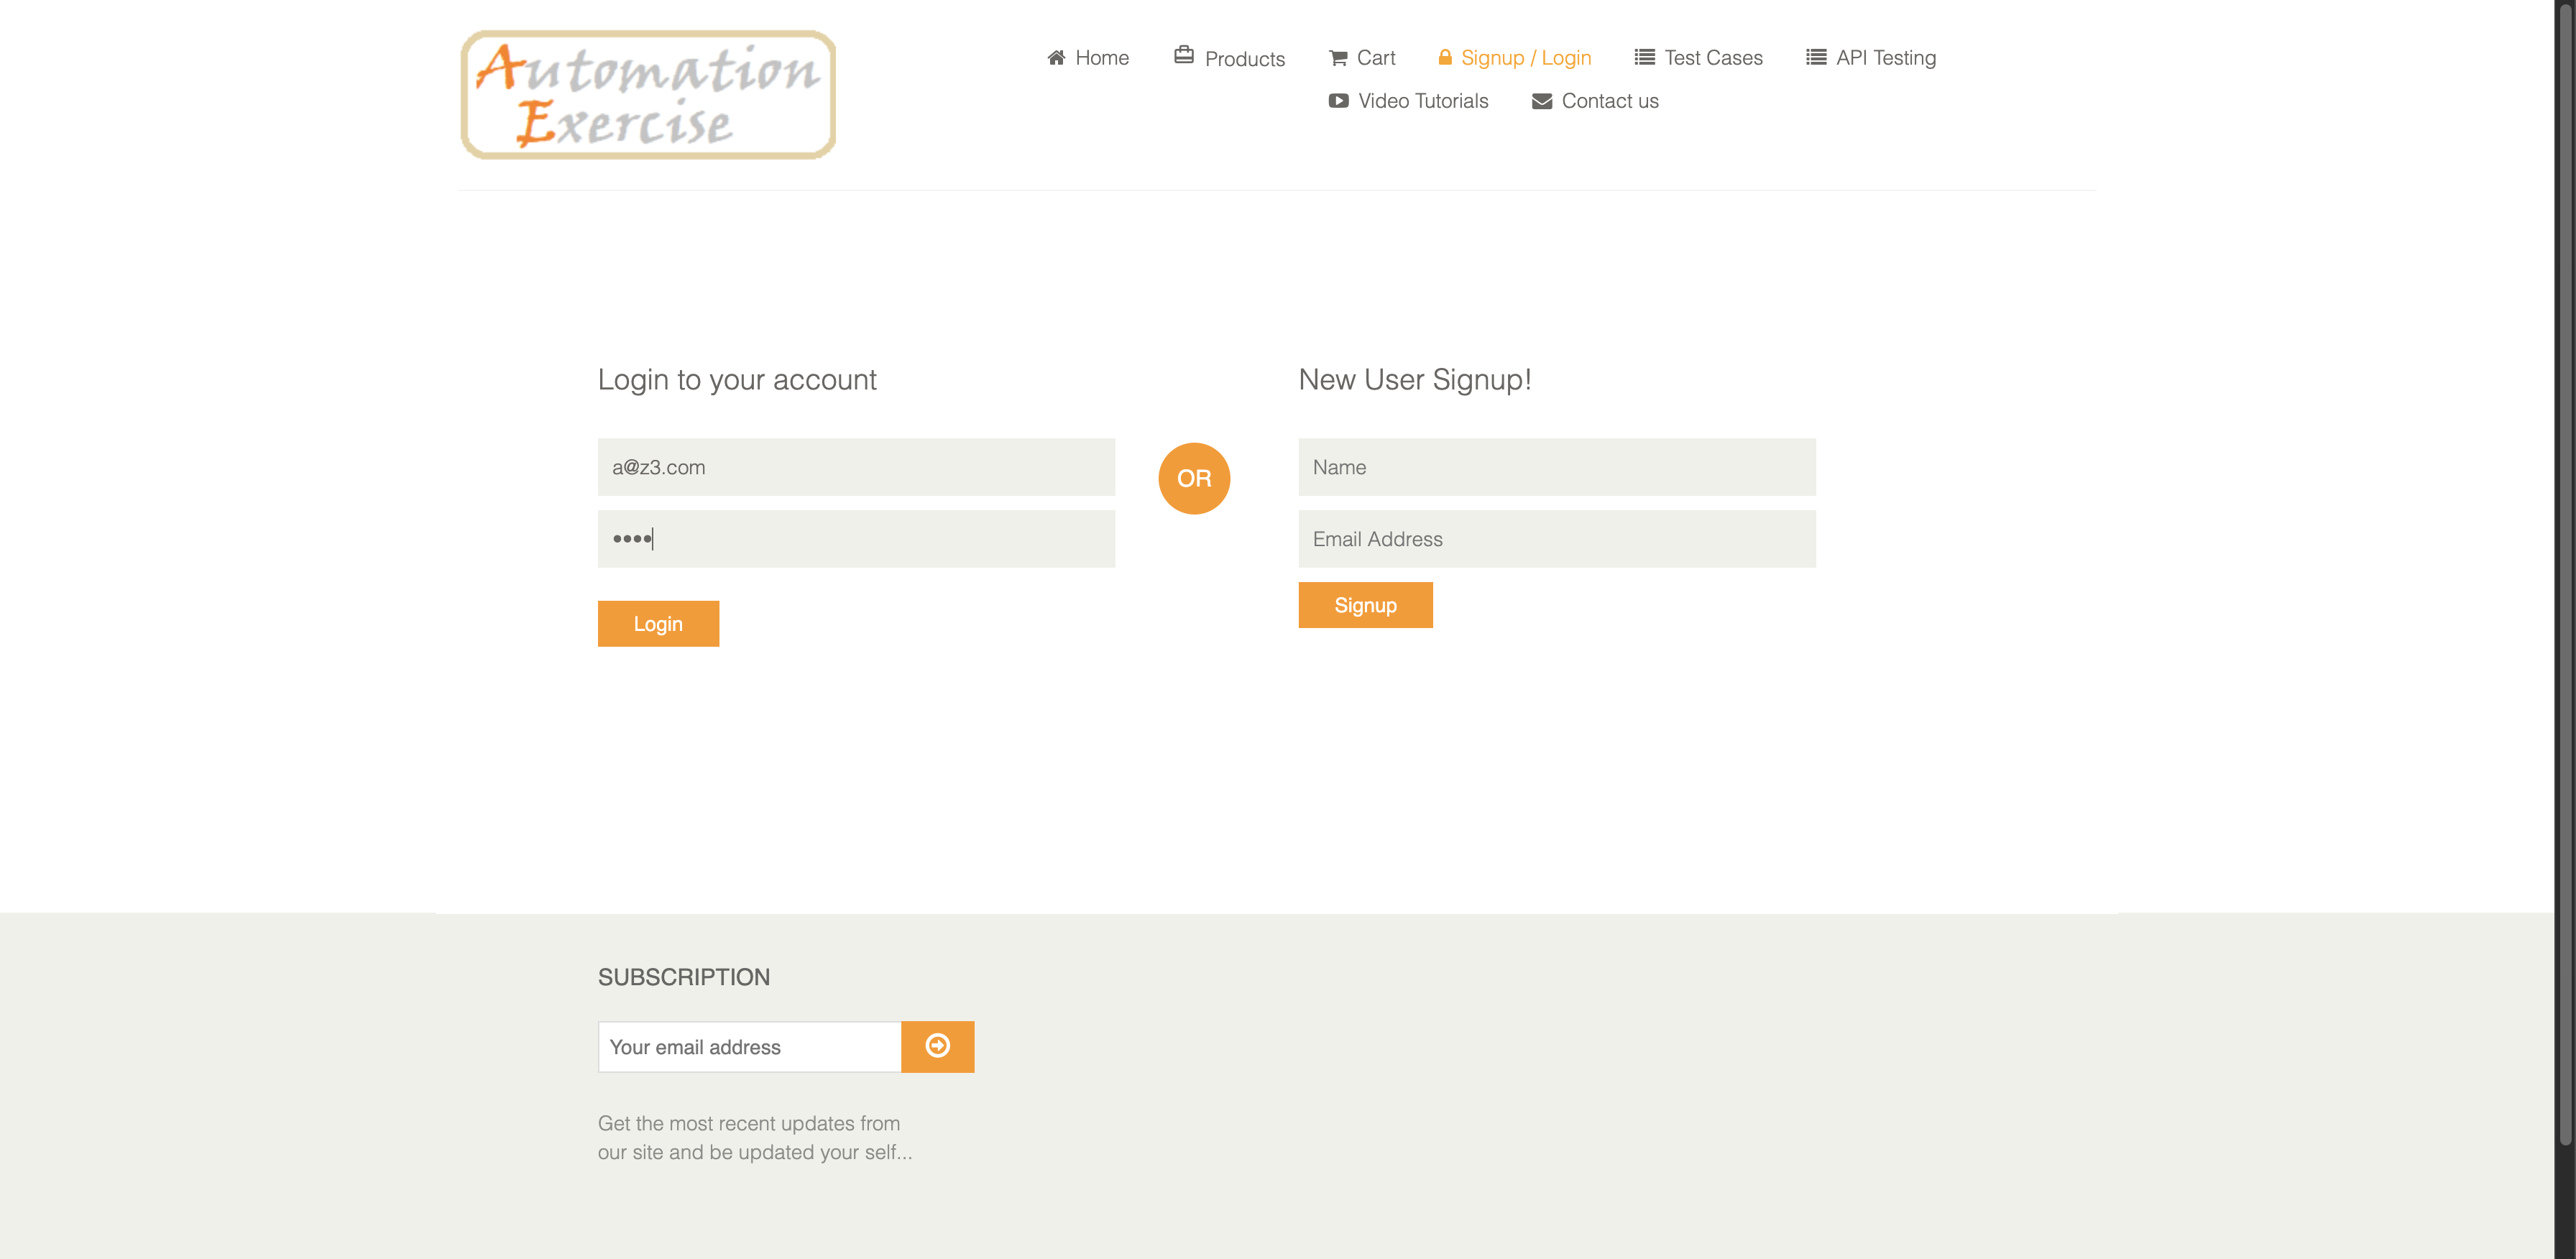 Automation
Exercise
Home Products Cart Signup / Login Test Cases API Testing
Video Tutorials Contact us
Login to your account
a@z3.com
••••
Login
OR
New User Signup!
Name
Email Address
Signup
SUBSCRIPTION
Your email address
Get the most recent updates from
our site and be updated your self...